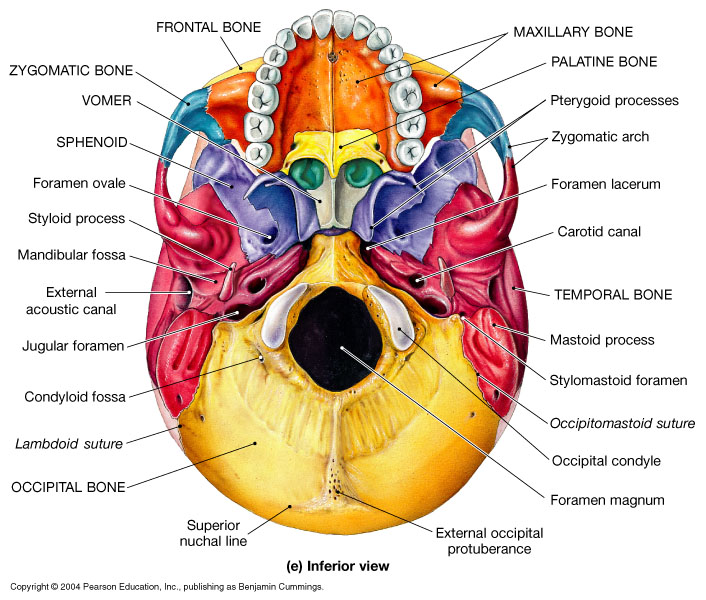 FRONTAL BONE
ZYGOMATIC BONE
VOMER
SPHENOID
Foramen ovale
Styloid process
Mandibular fossa
External
acoustic canal
Jugular foramen
Condyloid fossa
Lambdoid suture
OCCIPITAL BONE
Superior
nuchal line
MAXILLARY BONE
PALATINE BONE
Pterygoid processes
Zygomatic arch
Foramen lacerum
Carotid canal
TEMPORAL BONE
Mastoid process
Stylomastoid foramen
Occipitomastoid suture
Occipital condyle
Foramen magnum
External occipital
protuberance
(e) Inferior view
Copyright © 2004 Pearson Education, Inc., publishing as Benjamin Cummings.